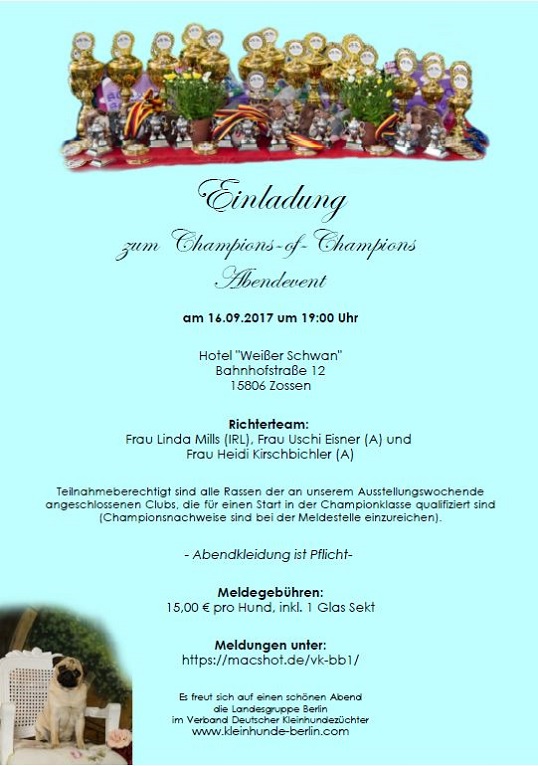 Einladung
zum Champions-of-Champions
Abendevent
am 16.09.2017 um 19:00 Uhr
Hotel "Weißer Schwan"
Bahnhofstraße 12
15806 Zossen
Richterteam:
Frau Linda Mills (IRL), Frau Uschi Eisner (A) und
Frau Heidi Kirschbichler (A)
Teilnahmeberechtigt sind alle Rassen der an unserem Ausstellungswochende
angeschlossenen Clubs, die für einen Start in der Championklasse qualifiziert sind
(Championsnachweise sind bei der Meldestelle einzureichen).
- Abendkleidung ist Pflicht-
Meldegebühren:
15,00 € pro Hund, inkl. 1 Glas Sekt
Meldungen unter:
https://macshot.de/vk-bb1/
Es freut sich auf einen schönen Abend
die Landesgruppe Berlin
im Verband Deutscher Kleinhundezüchter
www.kleinhunde-berlin.com